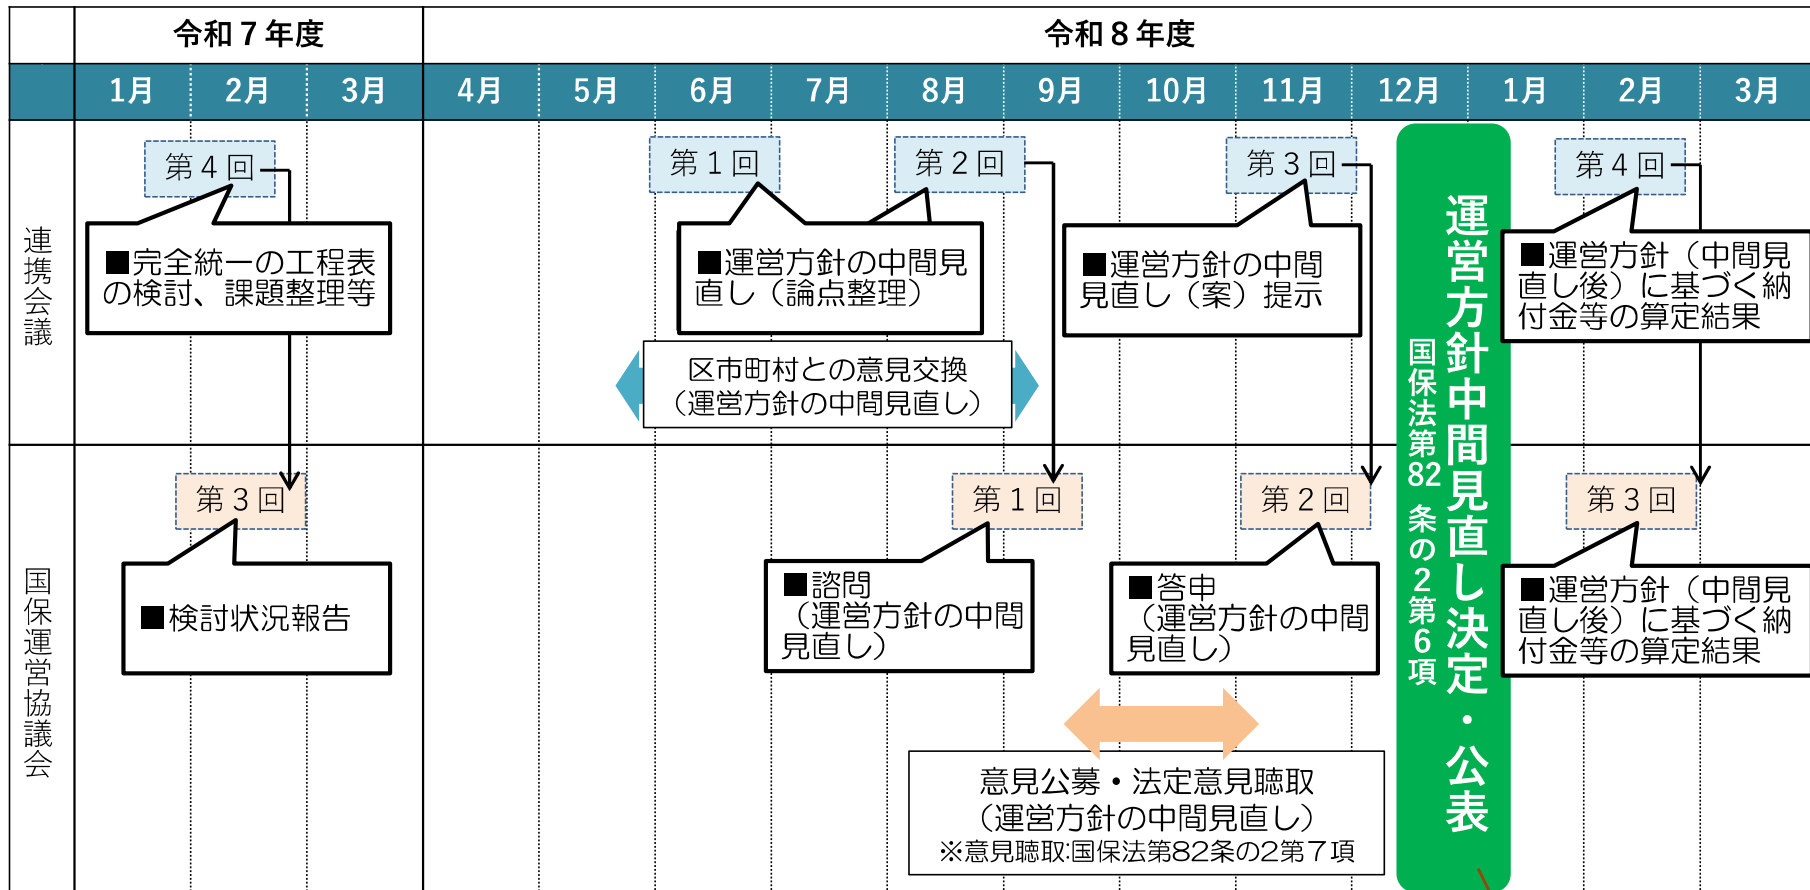 令和７年度
令和８年度
1月
2月
3月
4月
5月
6月
7月
8月
9月
10月
11月
12月
1月
2月
3月
連携会議
第４回
■完全統一の工程表
の検討、課題整理等
第１回
第２回
■運営方針の中間見
直し（論点整理）
区市町村との意見交換
（運営方針の中間見直し）
第３回
■運営方針の中間
見直し（案）提示
第４回
■運営方針（中間見
直し後）に基づく納
付金等の算定結果
運営方針中間見直し決定・公表
国保法第82条の２第６項
国保運営協議会
第３回
■検討状況報告
第１回
■諮問
（運営方針の中間
見直し）
第２回
■答申
（運営方針の中間
見直し）
第３回
■運営方針（中間見
直し後）に基づく納
付金等の算定結果
意見公募・法定意見聴取
（運営方針の中間見直し）
※意見聴取:国保法第82条の2第７項